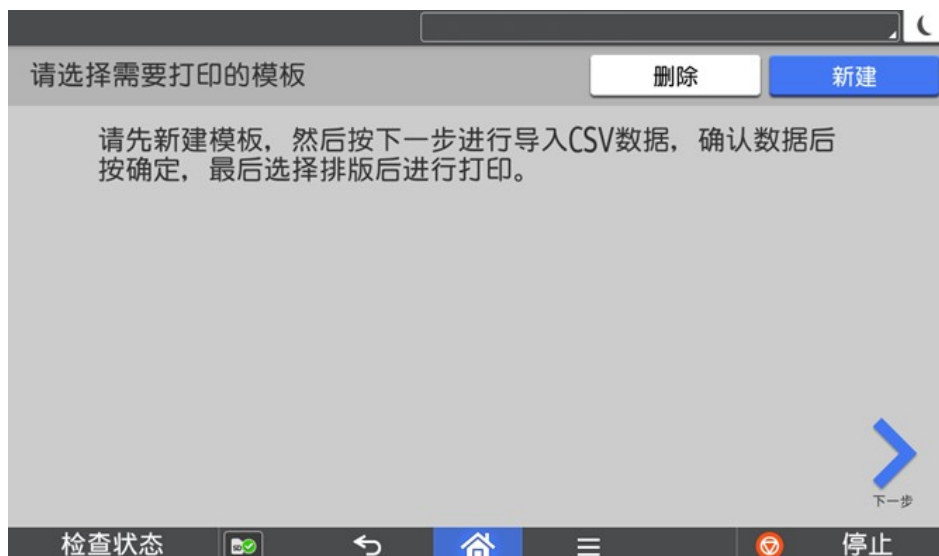 请选择需要打印的模板
删除
新建
请先新建模板，然后按下一步进行导入CSV数据，确认数据后
按确定，最后选择排版后进行打印。
下一步
检查状态
SD
停止